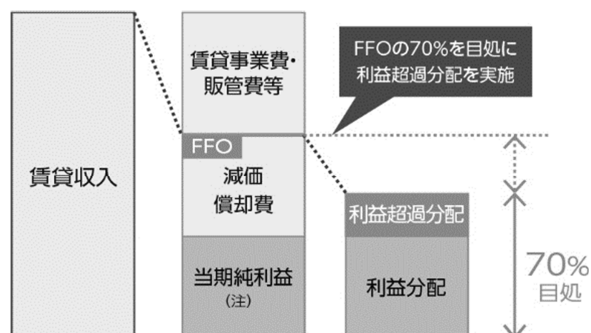 賃貸収入
賃貸事業費・
販管費等
FFO
減価
償却費
当期純利益
(注)
FFOの70%を目処に
利益超過分配を実施
利益超過分配
利益分配
70%
目処